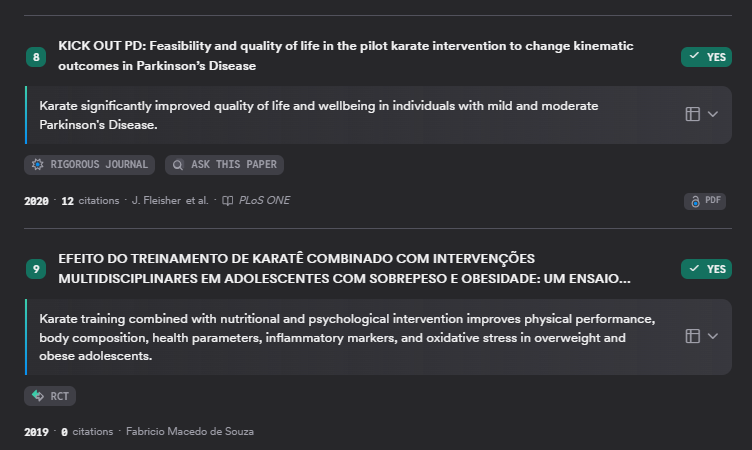 8
KICK OUT PD: Feasibility and quality of life in the pilot karate intervention to change kinematic
outcomes in Parkinson’s Disease
YES
Karate significantly improved quality of life and wellbeing in individuals with mild and moderate
Parkinson's Disease.
RIGOROUS JOURNAL ASK THIS PAPER
2020 · 12 citations · J. Fleisher et al. · PLoS ONE
PDF
9
EFEITO DO TREINAMENTO DE KARATÊ COMBINADO COM INTERVENÇÕES
MULTIDISCIPLINARES EM ADOLESCENTES COM SOBREPESO E OBESIDADE: UM ENSAIO...
YES
Karate training combined with nutritional and psychological intervention improves physical performance,
body composition, health parameters, inflammatory markers, and oxidative stress in overweight and
obese adolescents.
RCT
2019 · 0 citations · Fabricio Macedo de Souza